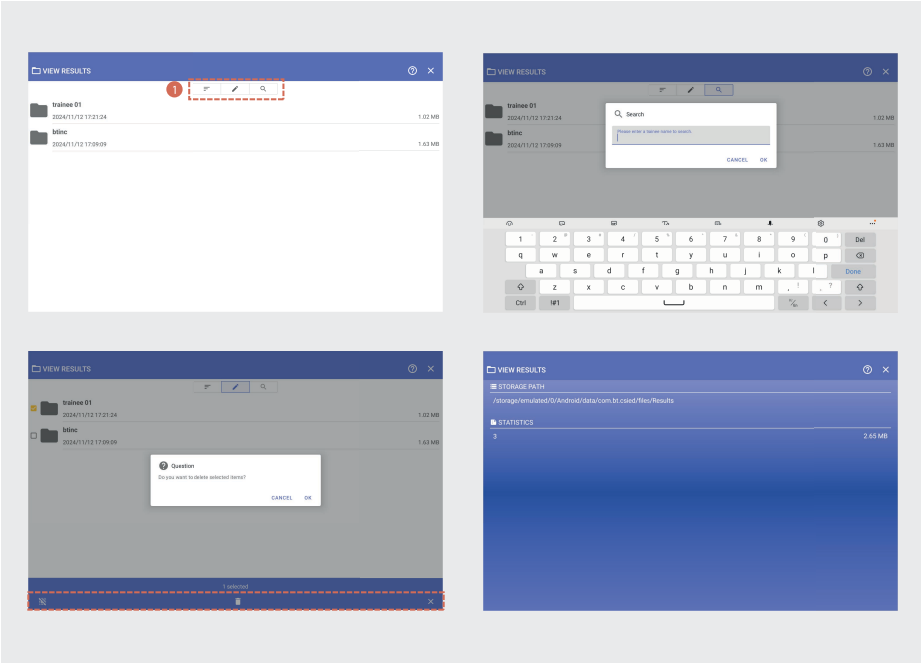 VIEW RESULTS
1
trainee 01
2024/11/12 17:21:24
1.02 MB
btinc
2024/11/12 17:09:09
1.63 MB
VIEW RESULTS
trainee 01
2024/11/12 17:21:24
1.02 MB
btinc
2024/11/12 17:09:09
1.63 MB
Search
Please enter a trainee name to search.
CANCEL OK
1 2 3 4 5 6 7 8 9 0 Del
q w e r t y u i o p
a s d f g h j k l Done
z x c v b n m , ! . ?
Ctrl !#1
VIEW RESULTS
trainee 01
2024/11/12 17:21:24
1.02 MB
btinc
2024/11/12 17:09:09
1.63 MB
Question
Do you want to delete selected items?
CANCEL OK
1 selected
VIEW RESULTS
STORAGE PATH
/storage/emulated/0/Android/data/com.bt.csied/files/Results
STATISTICS
3 2.65 MB